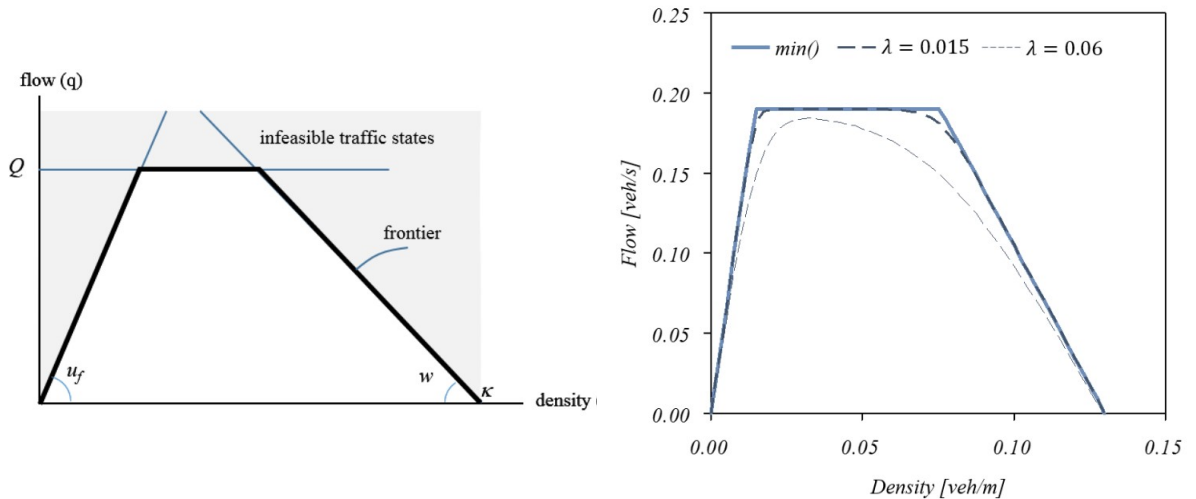 flow (q)
infeasible traffic states
Q
frontier
u_f
w
κ
density (
0.25
min()
λ = 0.015
λ = 0.06
0.20
0.15
0.10
0.05
0.00
Flow [veh/s]
0.00
0.05
0.10
0.15
Density [veh/m]